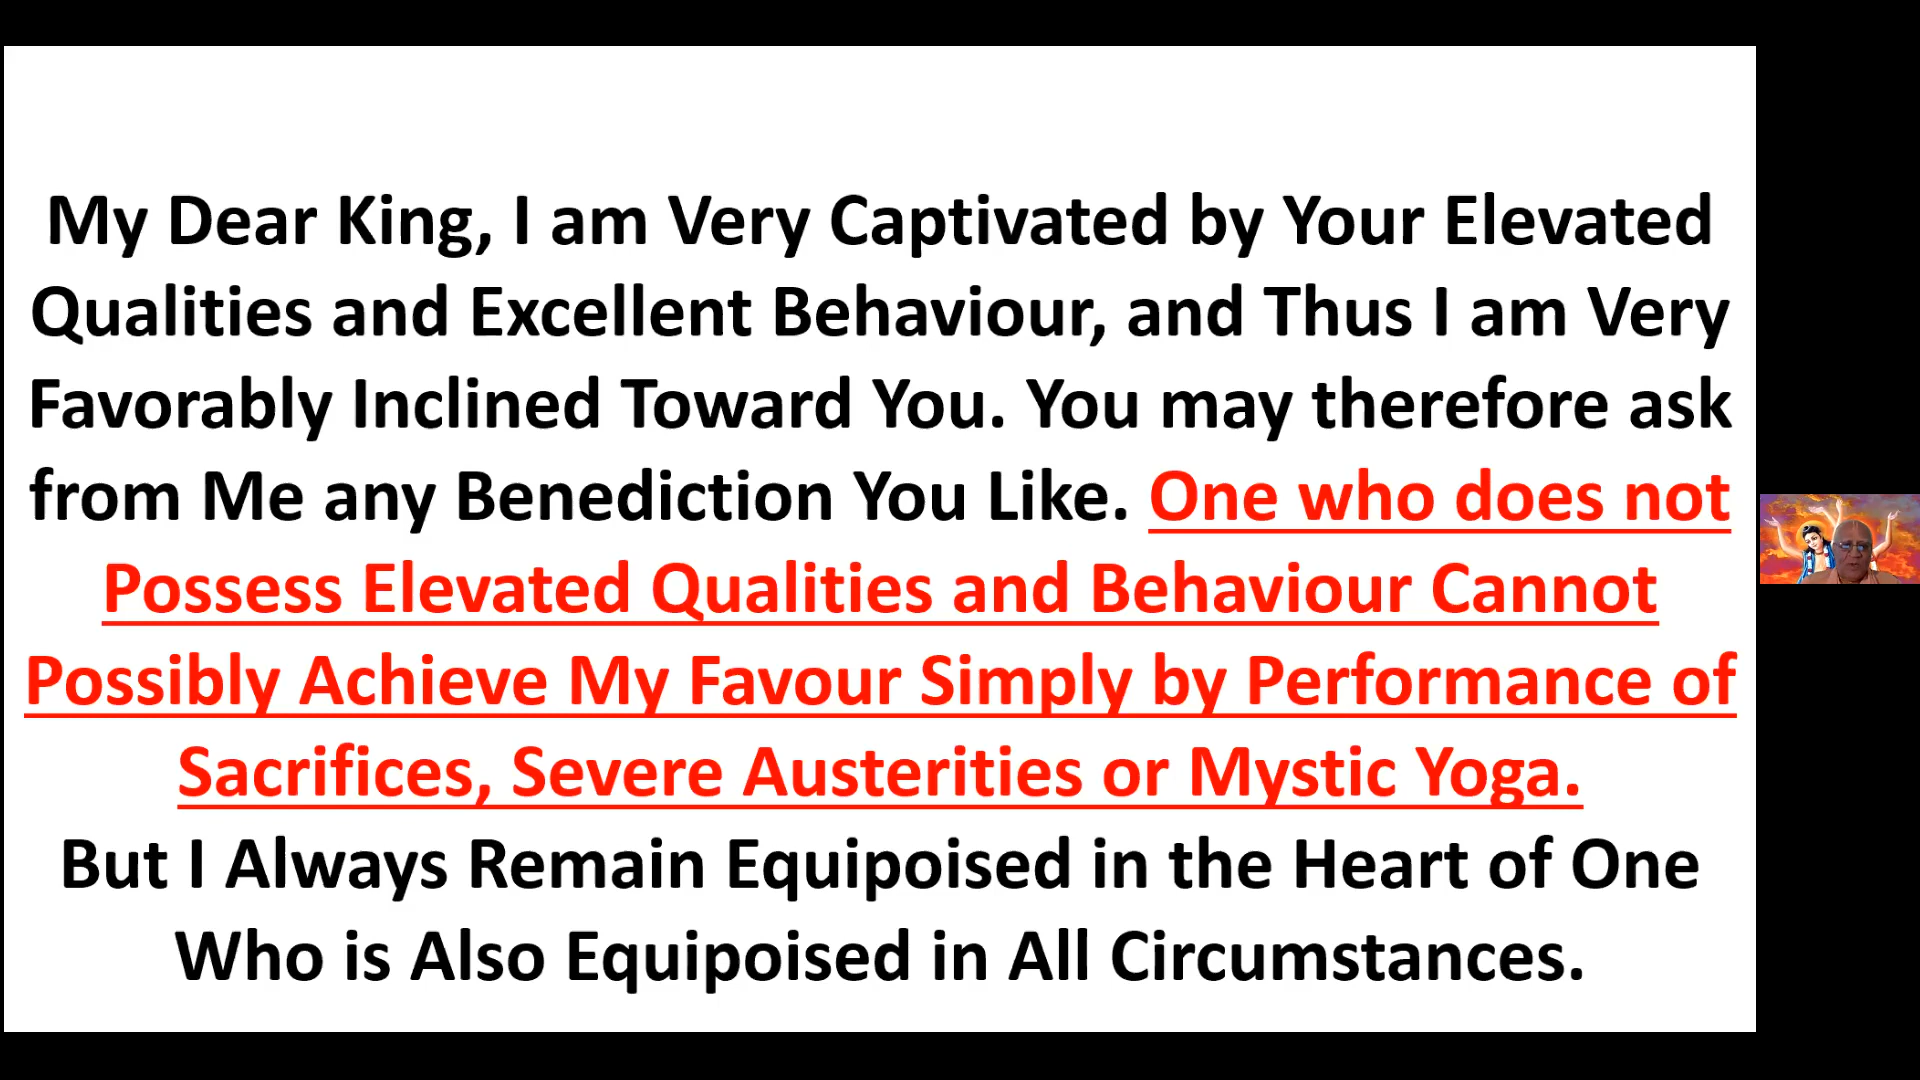 My Dear King, I am Very Captivated by Your Elevated
Qualities and Excellent Behaviour, and Thus I am Very
Favorably Inclined Toward You. You may therefore ask
from Me any Benediction You Like. One who does not
Possess Elevated Qualities and Behaviour Cannot
Possibly Achieve My Favour Simply by Performance of
Sacrifices, Severe Austerities or Mystic Yoga.
But I Always Remain Equipoised in the Heart of One
Who is Also Equipoised in All Circumstances.